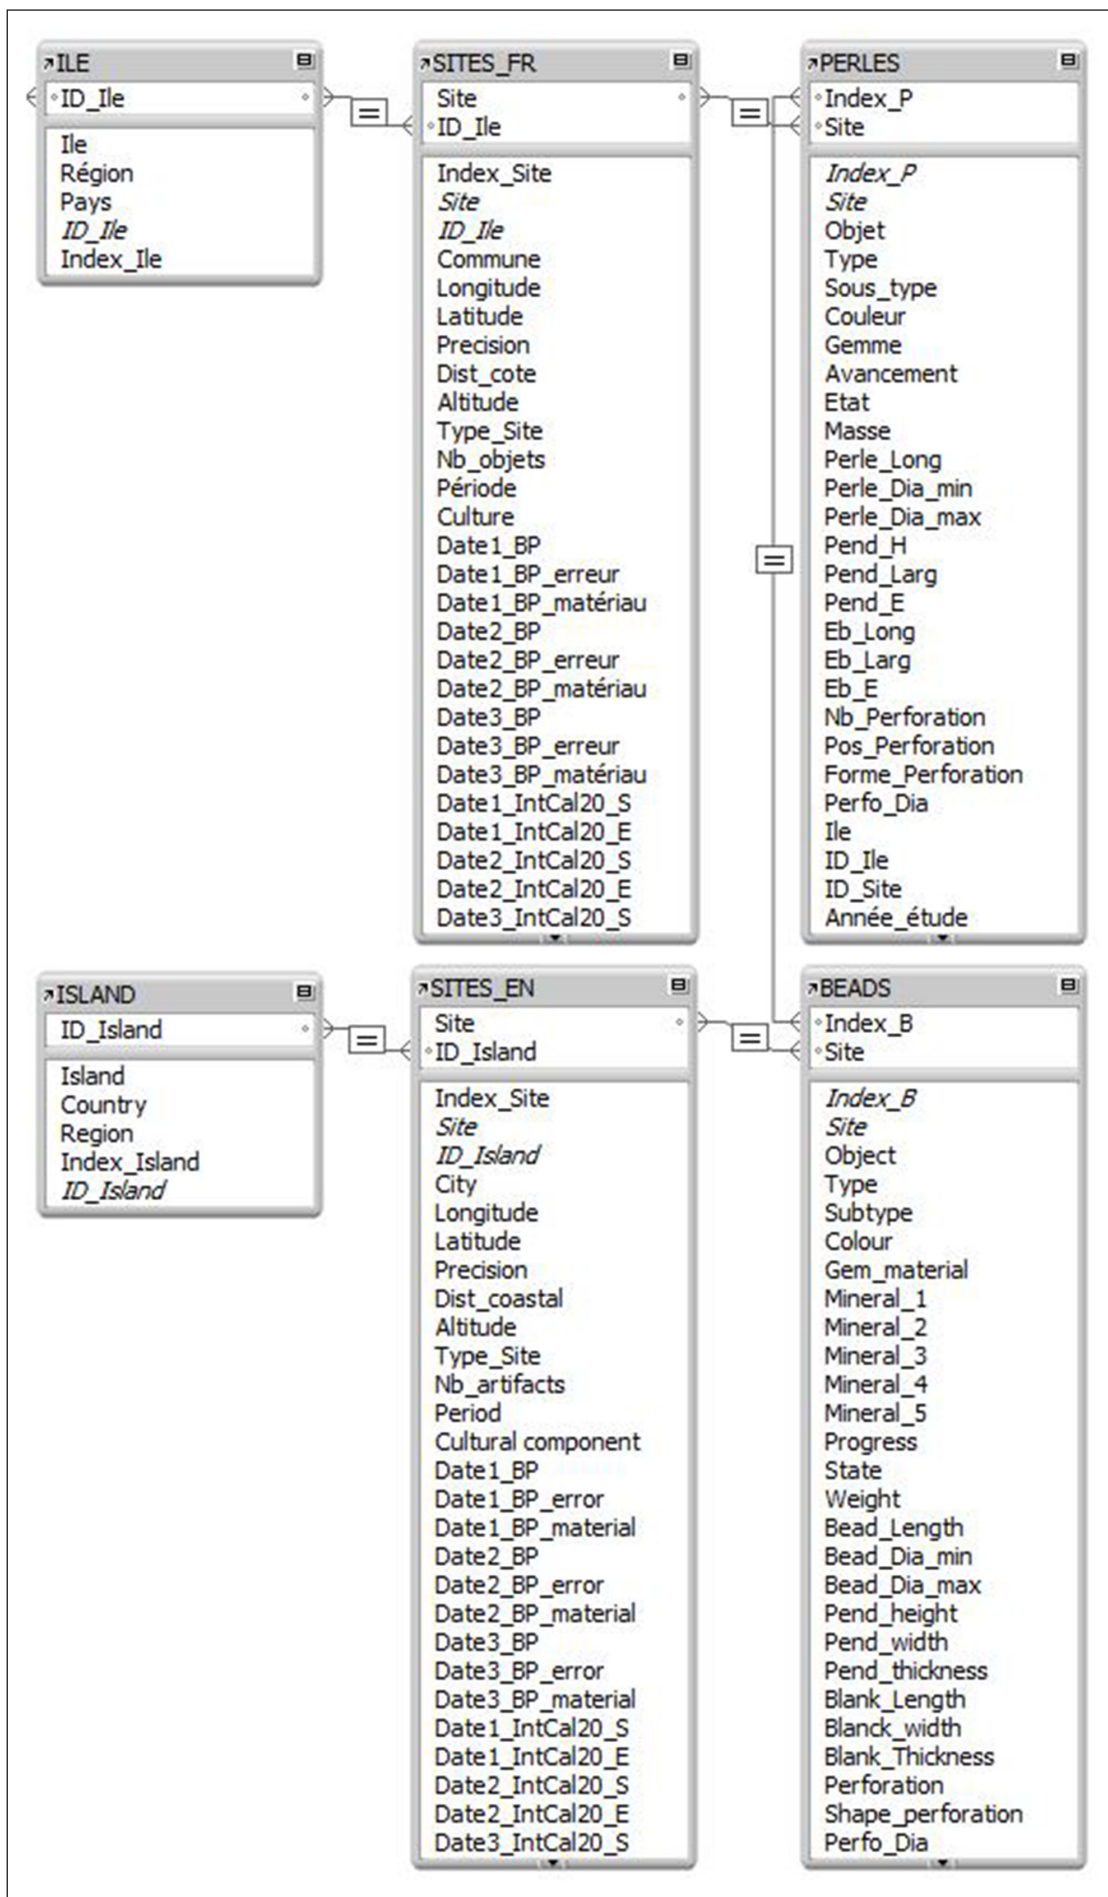 ILE
ID_Ile
Ile
Région
Pays
ID_Ile
Index_Ile
SITES_FR
Site
ID_Ile
Index_Site
Site
ID_Ile
Commune
Longitude
Latitude
Precision
Dist_cote
Altitude
Type_Site
Nb_objets
Période
Culture
Date1_BP
Date1_BP_erreur
Date1_BP_matériau
Date2_BP
Date2_BP_erreur
Date2_BP_matériau
Date3_BP
Date3_BP_erreur
Date3_BP_matériau
Date1_IntCal20_S
Date1_IntCal20_E
Date2_IntCal20_S
Date2_IntCal20_E
Date3_IntCal20_S
PERLES
Index_P
Site
Index_P
Site
Objet
Type
Sous_type
Couleur
Gemme
Avancement
Etat
Masse
Perle_Long
Perle_Dia_min
Perle_Dia_max
Pend_H
Pend_Larg
Pend_E
Eb_Long
Eb_Larg
Eb_E
Nb_Perforation
Pos_Perforation
Forme_Perforation
Perfo_Dia
Ile
ID_Ile
ID_Site
Année_étude
=
=
=
ISLAND
ID_Island
Island
Country
Region
Index_Island
ID_Island
SITES_EN
Site
ID_Island
Index_Site
Site
ID_Island
City
Longitude
Latitude
Precision
Dist_coastal
Altitude
Type_Site
Nb_artifacts
Period
Cultural component
Date1_BP
Date1_BP_error
Date1_BP_material
Date2_BP
Date2_BP_error
Date2_BP_material
Date3_BP
Date3_BP_error
Date3_BP_material
Date1_IntCal20_S
Date1_IntCal20_E
Date2_IntCal20_S
Date2_IntCal20_E
Date3_IntCal20_S
BEADS
Index_B
Site
Index_B
Site
Object
Type
Subtype
Colour
Gem_material
Mineral_1
Mineral_2
Mineral_3
Mineral_4
Mineral_5
Progress
State
Weight
Bead_Length
Bead_Dia_min
Bead_Dia_max
Pend_height
Pend_width
Pend_thickness
Blank_Length
Blanck_width
Blank_Thickness
Perforation
Shape_perforation
Perfo_Dia
=
=